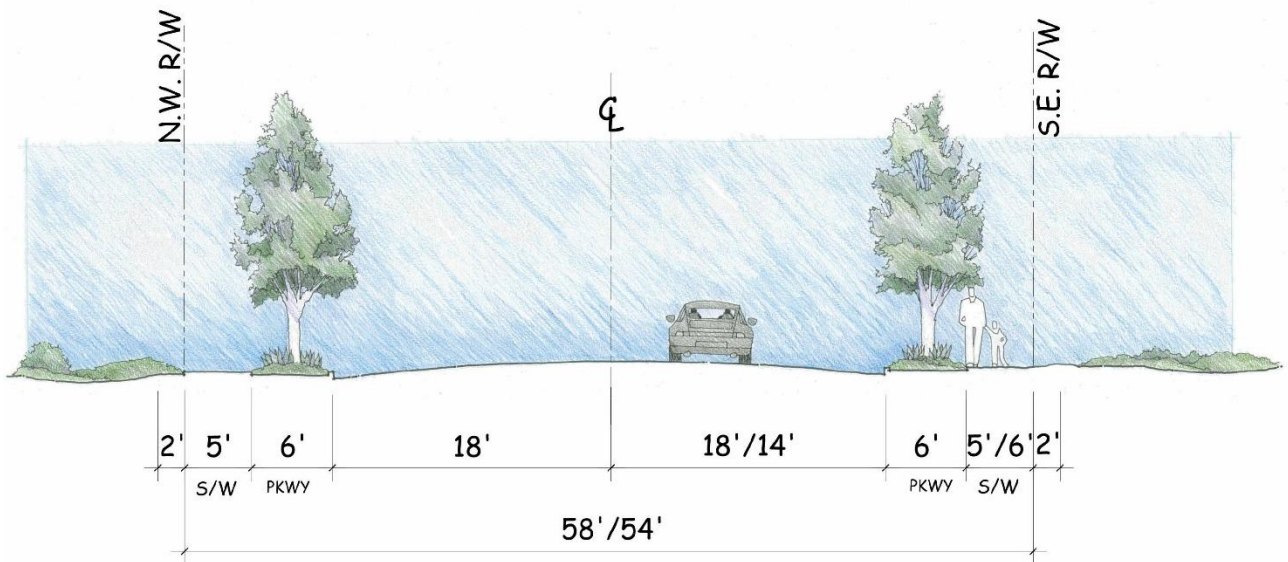 N.W. R/W
℄
S.E. R/W
2' 5' 6' 18' 18'/14' 6' 5'/6' 2'
S/W PKWY PKWY S/W
58'/54'